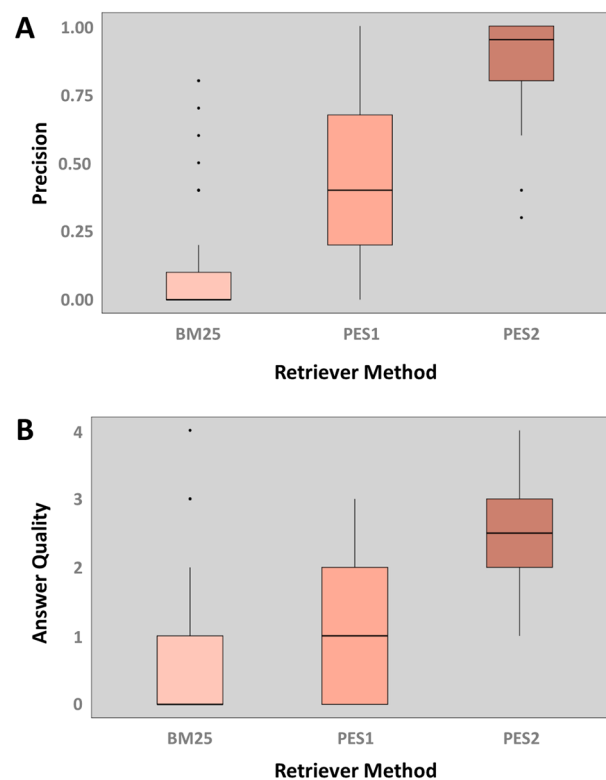 A
Precision
1.00
0.75
0.50
0.25
0.00
BM25 PES1 PES2
Retriever Method
B
Answer Quality
4
3
2
1
0
BM25 PES1 PES2
Retriever Method